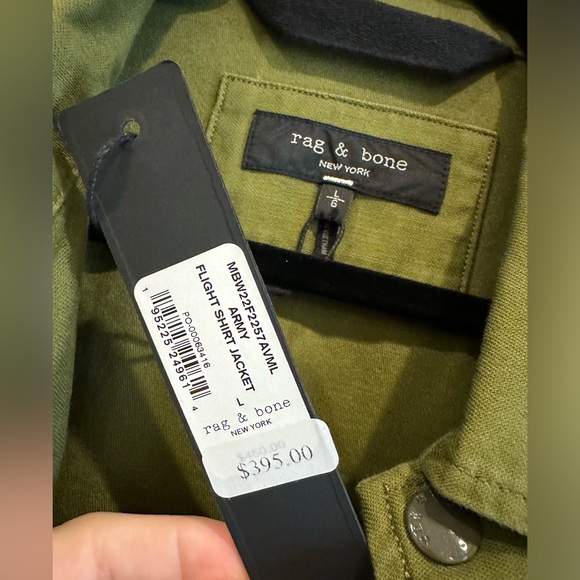 rag & bone
NEW YORK
L
G
MBW22F2257AVML
ARMY
FLIGHT SHIRT JACKET
L
PO-00063416
1 95225 24961 4
rag & bone
NEW YORK
$450.00
$395.00